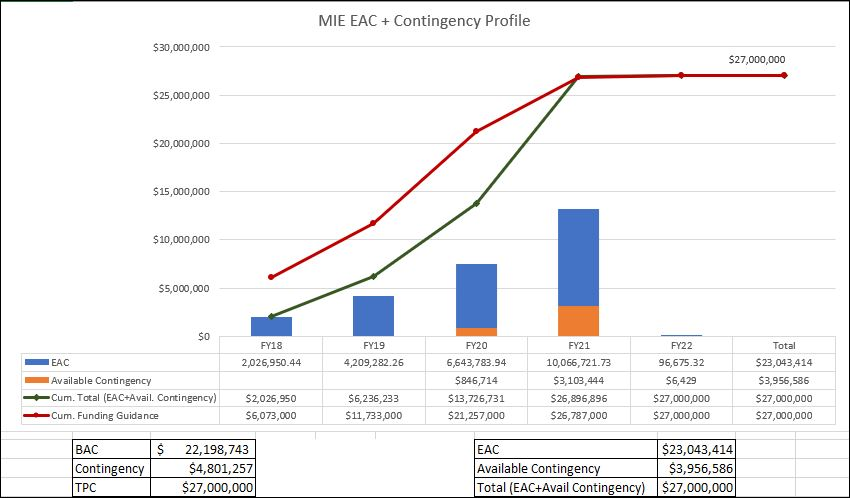 MIE EAC + Contingency Profile
$30,000,000
$27,000,000
$25,000,000
$20,000,000
$15,000,000
$10,000,000
$5,000,000
$0
FY18 FY19 FY20 FY21 FY22 Total
EAC 2,026,950.44 4,209,282.26 6,643,783.94 10,066,721.73 96,675.32 $23,043,414
Available Contingency $846,714 $3,103,444 $6,429 $3,956,586
Cum. Total (EAC+Avail. Contingency) $2,026,950 $6,236,233 $13,726,731 $26,896,896 $27,000,000 $27,000,000
Cum. Funding Guidance $6,073,000 $11,733,000 $21,257,000 $26,787,000 $27,000,000 $27,000,000
BAC $ 22,198,743
Contingency $4,801,257
TPC $27,000,000
EAC $23,043,414
Available Contingency $3,956,586
Total (EAC+Avail Contingency) $27,000,000